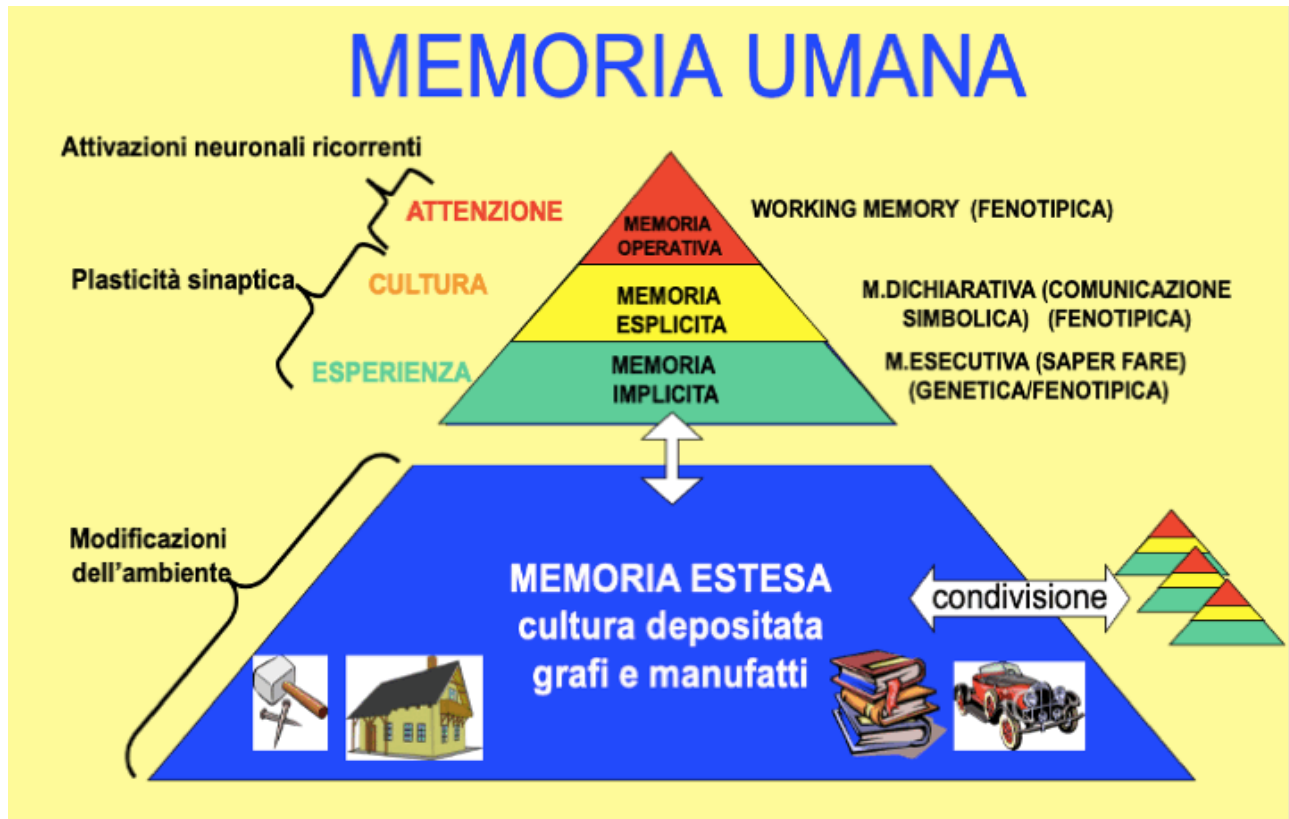 MEMORIA UMANA
Attivazioni neuronali ricorrenti
ATTENZIONE
MEMORIA
OPERATIVA
WORKING MEMORY (FENOTIPICA)
Plasticità sinaptica
CULTURA
MEMORIA
ESPLICITA
M.DICHIARATIVA (COMUNICAZIONE
SIMBOLICA) (FENOTIPICA)
ESPERIENZA
MEMORIA
IMPLICITA
M.ESECUTIVA (SAPER FARE)
(GENETICA/FENOTIPICA)
Modificazioni
dell'ambiente
MEMORIA ESTESA
cultura depositata
grafi e manufatti
condivisione